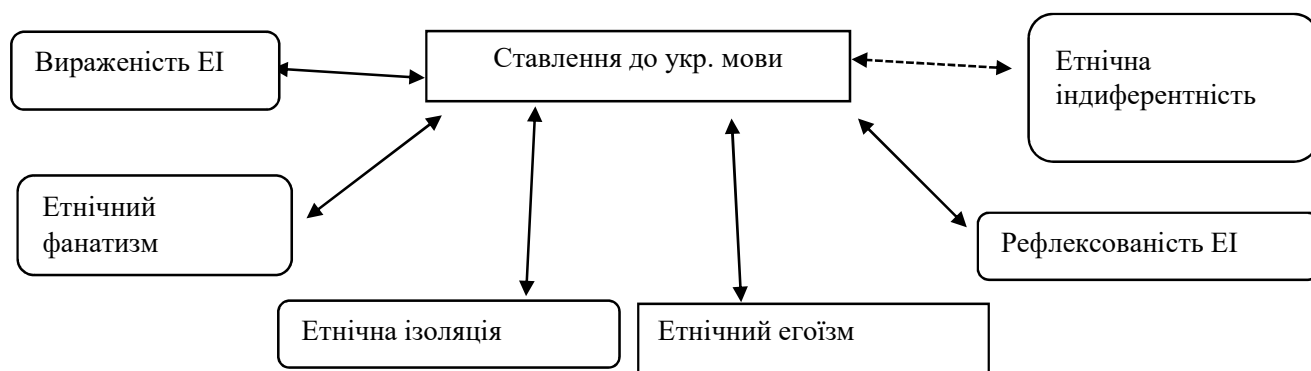 Вираженість ЕІ
Ставлення до укр. мови
Етнічна
індиферентність
Етнічний
фанатизм
Рефлексованість ЕІ
Етнічна ізоляція
Етнічний егоїзм